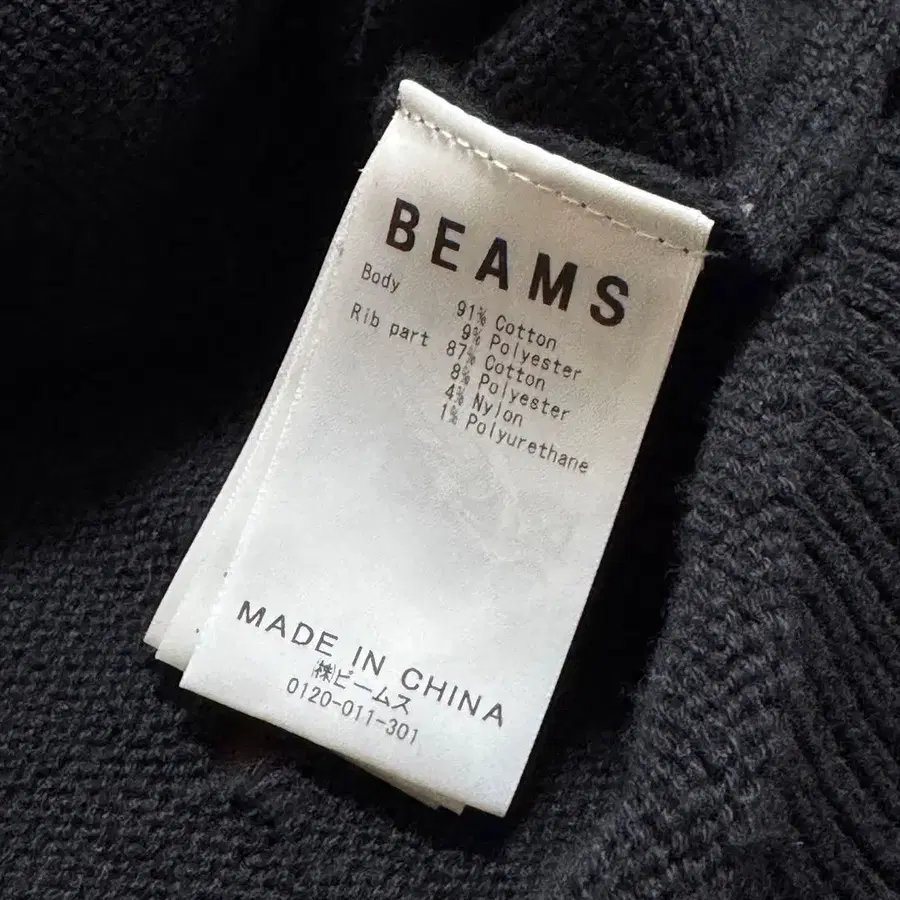 BEAMS
Body 91% Cotton
9% Polyester
Rib part 87% Cotton
8% Polyester
4% Nylon
1% Polyurethane
MADE IN CHINA
㈱ビームス
0120-011-301